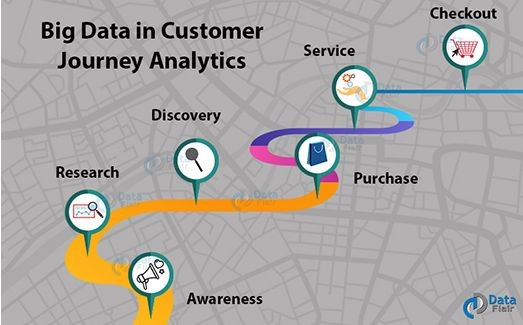 Big Data in Customer
Journey Analytics
Checkout
Service
Discovery
Research
Purchase
Awareness
Data
Flair